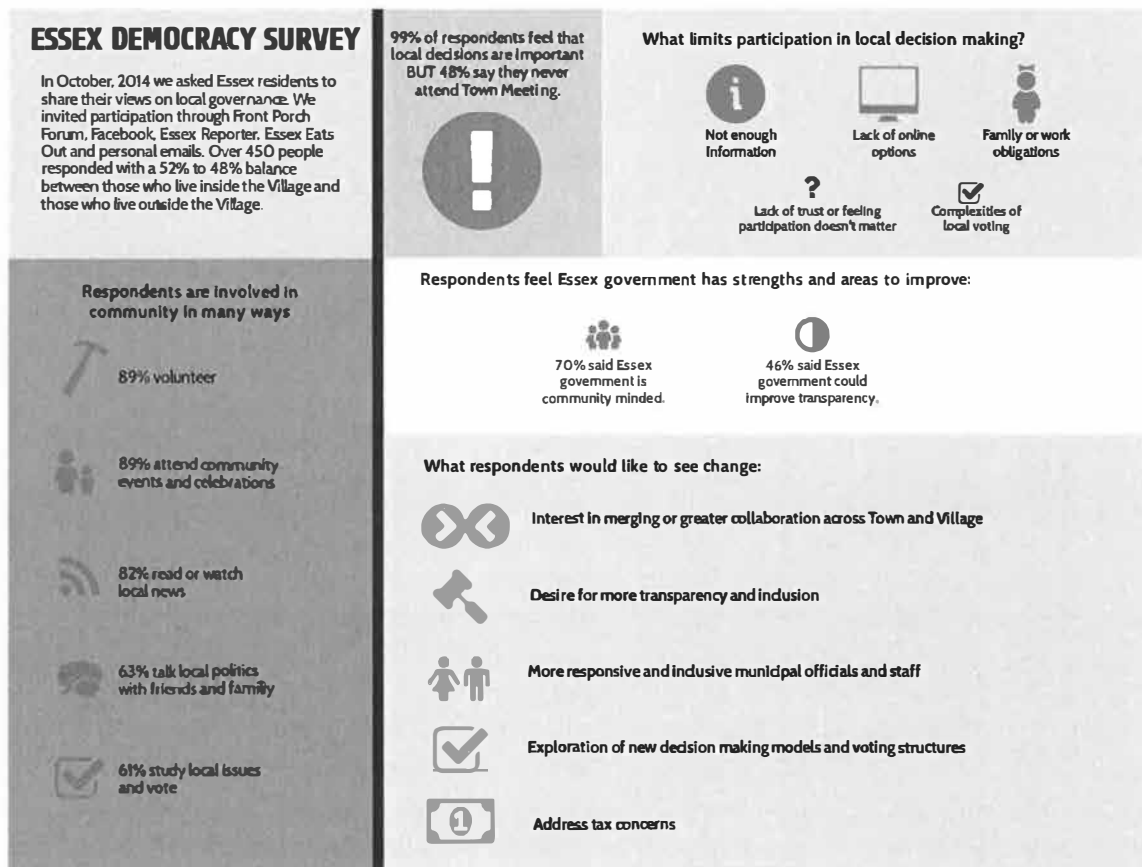 ESSEX DEMOCRACY SURVEY
In October, 2014 we asked Essex residents to
share their views on local governance. We
invited participation through Front Porch
Forum, Facebook, Essex Reporter, Essex Eats
Out and personal emails. Over 450 people
responded with a 52% to 48% balance
between those who live inside the Village and
those who live outside the Village.
99% of respondents feel that
local decisions are important
BUT 48% say they never
attend Town Meeting.
!
What limits participation in local decision making?
i
Not enough
Information
Lack of online
options
Family or work
obligations
?
Lack of trust or feeling
participation doesn't matter
Complexities of
local voting
Respondents are involved in
community in many ways
89% volunteer
89% attend community
events and celebrations
82% read or watch
local news
63% talk local politics
with friends and family
61% study local issues
and vote
Respondents feel Essex government has strengths and areas to improve:
70% said Essex
government is
community minded.
46% said Essex
government could
improve transparency.
What respondents would like to see change:
Interest in merging or greater collaboration across Town and Village
Desire for more transparency and inclusion
More responsive and inclusive municipal officials and staff
Exploration of new decision making models and voting structures
1
Address tax concerns